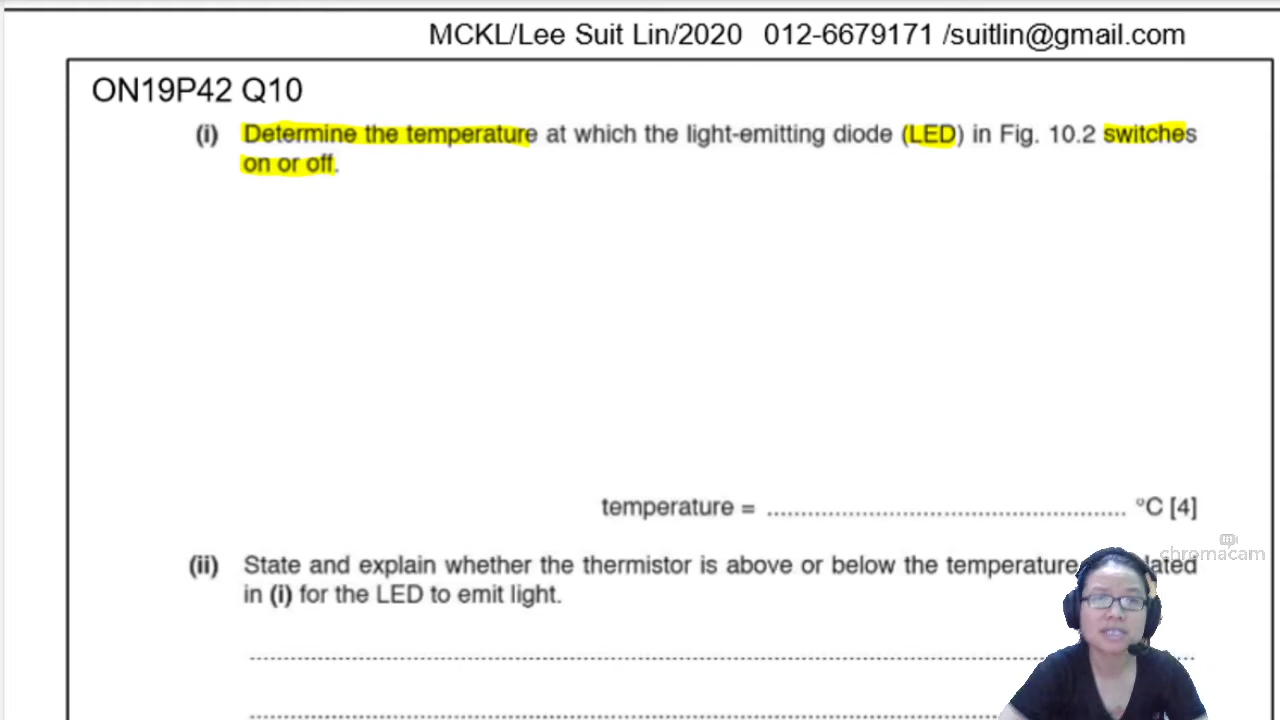 MCKL/Lee Suit Lin/2020 012-6679171 /suitlin@gmail.com
ON19P42 Q10
(i) Determine the temperature at which the light-emitting diode (LED) in Fig. 10.2 switches
on or off.
temperature = ........................................................ °C [4]
chromacam
(ii) State and explain whether the thermistor is above or below the temperature
in (i) for the LED to emit light.